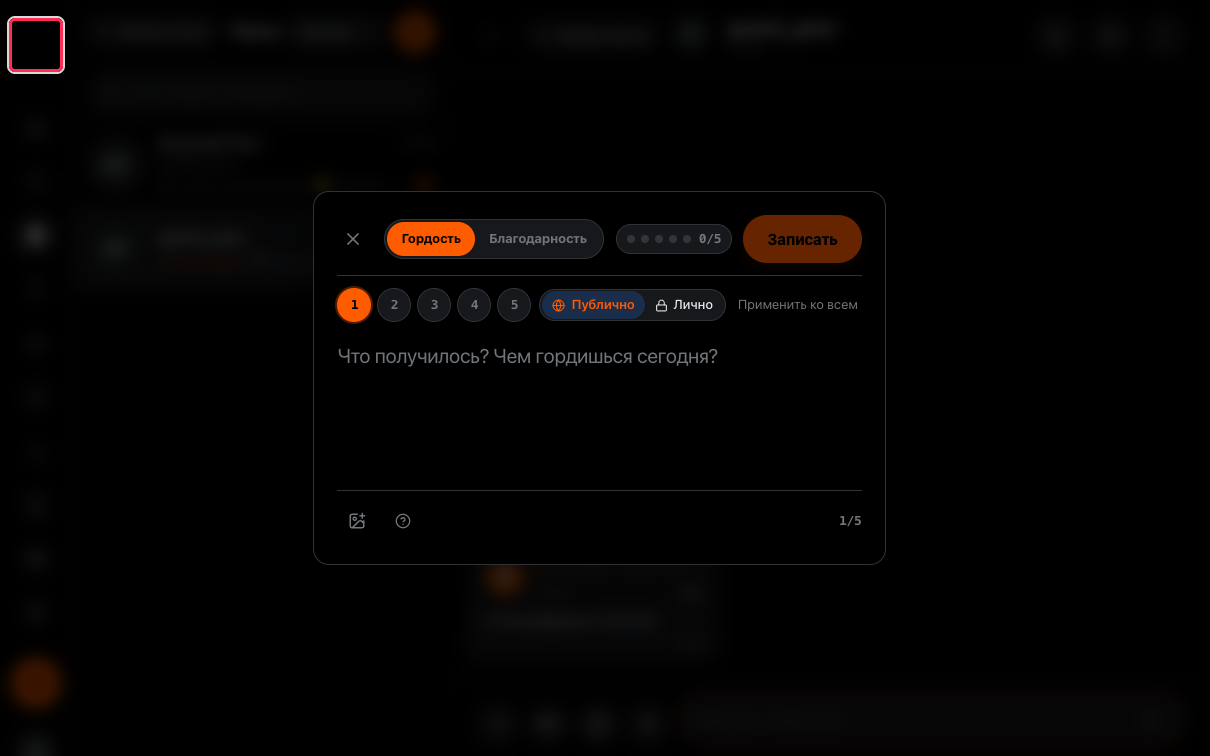 Гордость Благодарность 0/5 Записать
1 2 3 4 5 Публично Лично Применить ко всем
Что получилось? Чем гордишься сегодня?
1/5